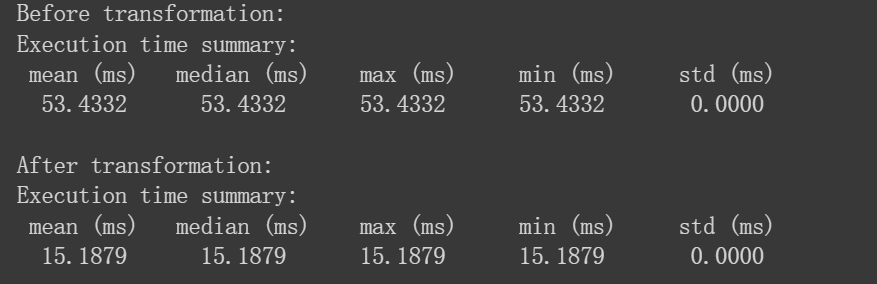 Before transformation:
Execution time summary:
mean (ms) median (ms) max (ms) min (ms) std (ms)
53.4332 53.4332 53.4332 53.4332 0.0000
After transformation:
Execution time summary:
mean (ms) median (ms) max (ms) min (ms) std (ms)
15.1879 15.1879 15.1879 15.1879 0.0000